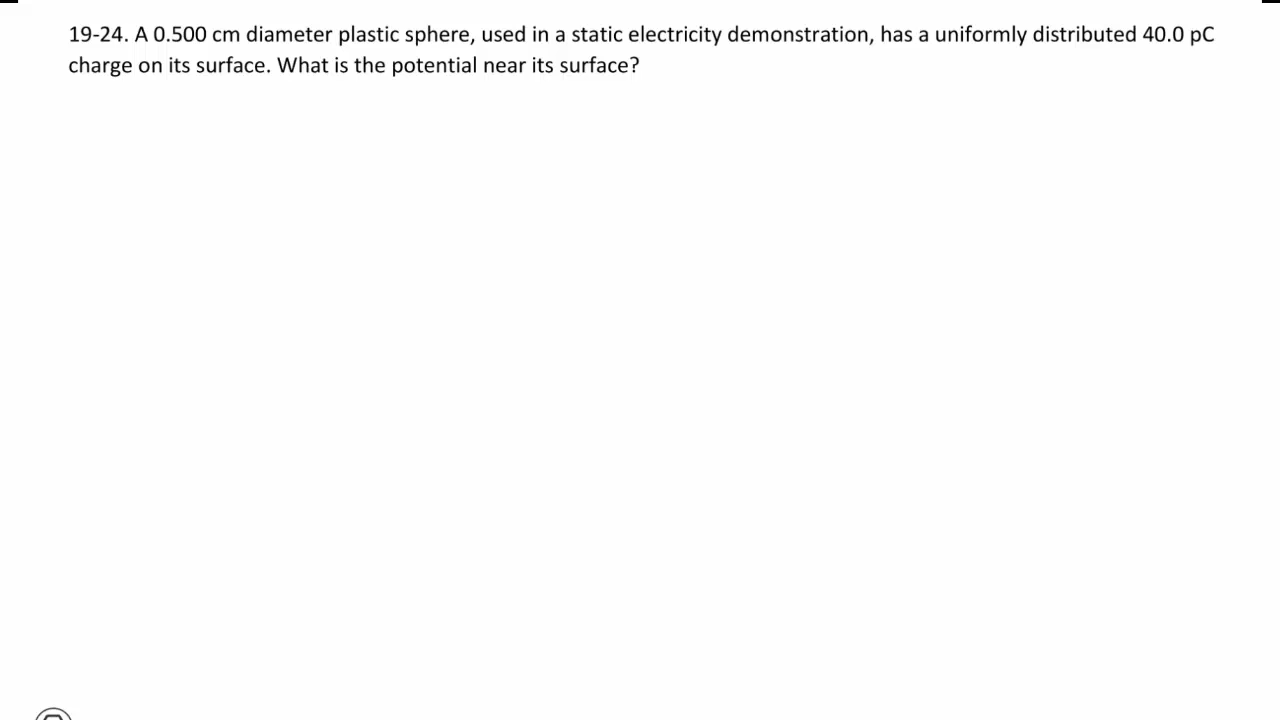 19-24. A 0.500 cm diameter plastic sphere, used in a static electricity demonstration, has a uniformly distributed 40.0 pC
charge on its surface. What is the potential near its surface?